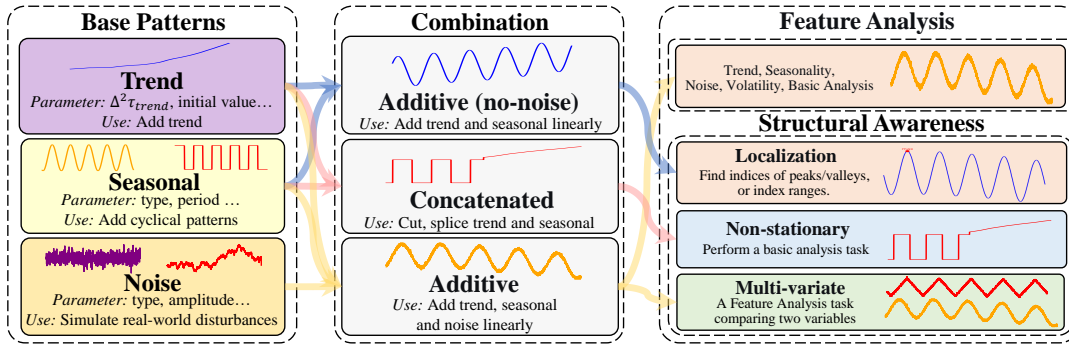 Base Patterns
Trend
Parameter: Δ²τ_trend, initial value…
Use: Add trend
Seasonal
Parameter: type, period …
Use: Add cyclical patterns
Noise
Parameter: type, amplitude…
Use: Simulate real-world disturbances
Combination
Additive (no-noise)
Use: Add trend and seasonal linearly
Concatenated
Use: Cut, splice trend and seasonal
Additive
Use: Add trend, seasonal
and noise linearly
Feature Analysis
Trend, Seasonality,
Noise, Volatility, Basic Analysis
Structural Awareness
Localization
Find indices of peaks/valleys,
or index ranges.
Non-stationary
Perform a basic analysis task
Multi-variate
A Feature Analysis task
comparing two variables